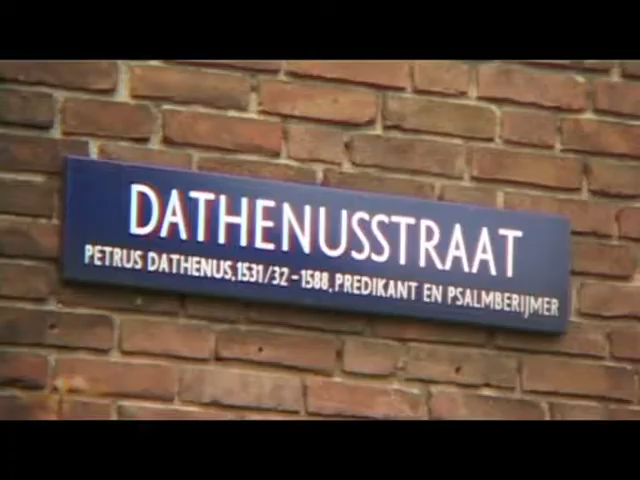 DATHENUSSTRAAT
PETRUS DATHENUS, 1531/32 - 1588, PREDIKANT EN PSALMBERIJMER